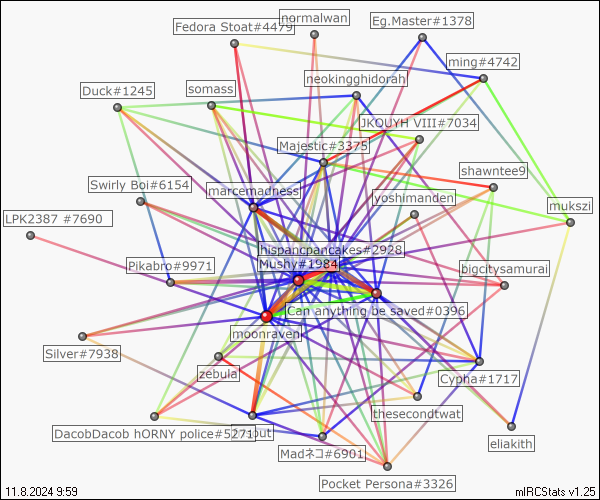 normalwan
Fedora Stoat#4479
Eg.Master#1378
ming#4742
neokingghidorah
somass
Duck#1245
JKQUYH VIII#7034
Majestic#3375
shawntee9
Swirly Boi#6154
marcemadness
yoshimanden
mukszi
LPK2387 #7690
hispancpancakes#2928
Mushy#1984
Pikabro#9971
bigcitysamurai
Can anything be saved#0396
moonraven
Silver#7938
zebula
Cypha#1717
thesecondtwat
DacobDacob hORNY police#5271
eliakith
Madネコ#6901
Pocket Persona#3326
11.8.2024 9:59
mIRCStats v1.25